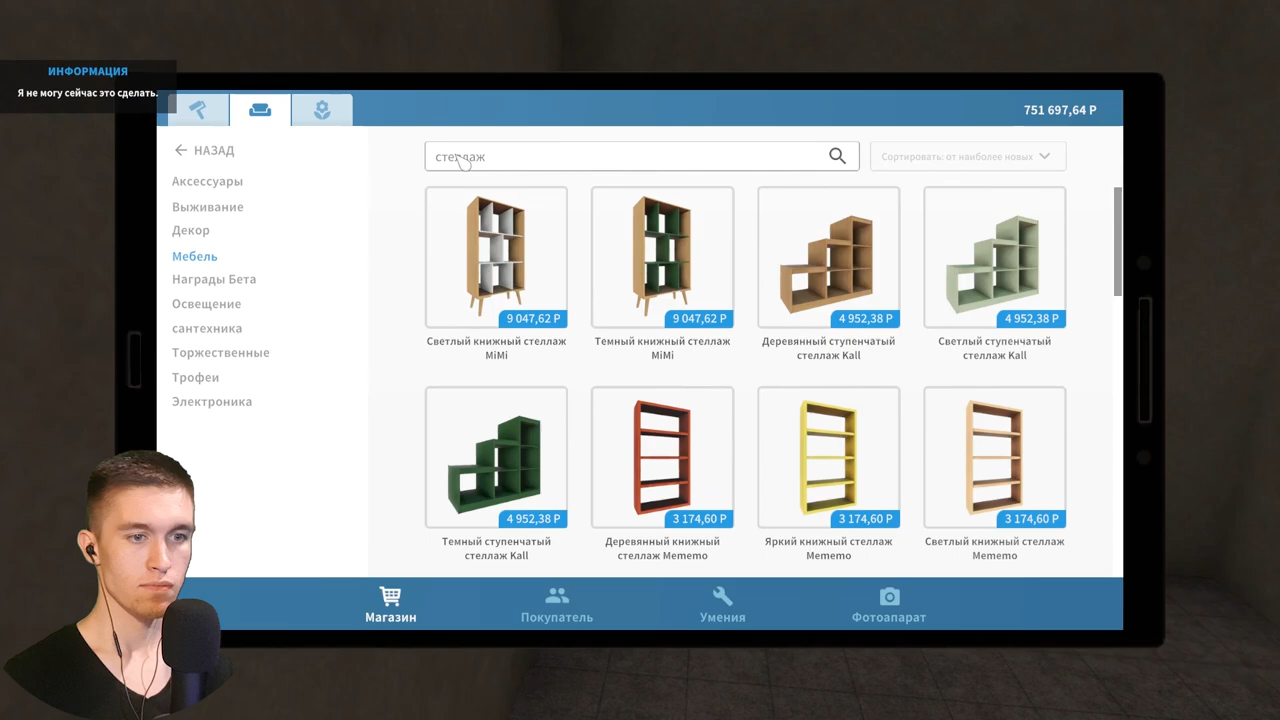 ИНФОРМАЦИЯ
Я не могу сейчас это сделать.
751 697,64 Р
НАЗАД
Аксессуары
Выживание
Декор
Мебель
Награды Бета
Освещение
сантехника
Торжественные
Трофеи
Электроника
стеллаж
Сортировать: от наиболее новых
9 047,62 Р
9 047,62 Р
4 952,38 Р
4 952,38 Р
Светлый книжный стеллаж
MiMi
Темный книжный стеллаж
MiMi
Деревянный ступенчатый
стеллаж Kall
Светлый ступенчатый
стеллаж Kall
4 952,38 Р
3 174,60 Р
3 174,60 Р
3 174,60 Р
Темный ступенчатый
стеллаж Kall
Деревянный книжный
стеллаж Mememo
Яркий книжный стеллаж
Mememo
Светлый книжный стеллаж
Mememo
Магазин
Покупатель
Умения
Фотоаппарат